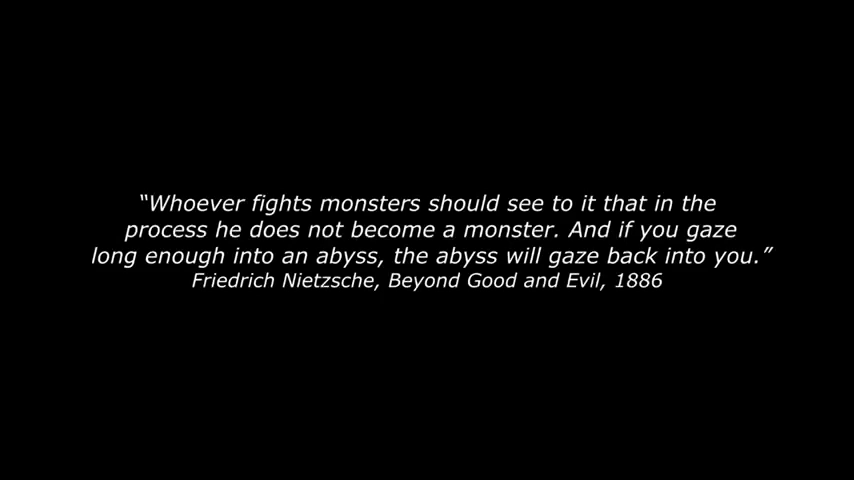 “Whoever fights monsters should see to it that in the
process he does not become a monster. And if you gaze
long enough into an abyss, the abyss will gaze back into you.”
Friedrich Nietzsche, Beyond Good and Evil, 1886